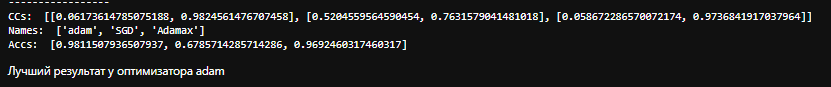 ------------------
CCs:  [[0.06173614785075188, 0.9824561476707458], [0.5204559564590454, 0.7631579041481018], [0.058672286570072174, 0.9736841917037964]]
Names:  ['adam', 'SGD', 'Adamax']
Accs:  [0.9811507936507937, 0.6785714285714286, 0.9692460317460317]
Лучший результат у оптимизатора adam